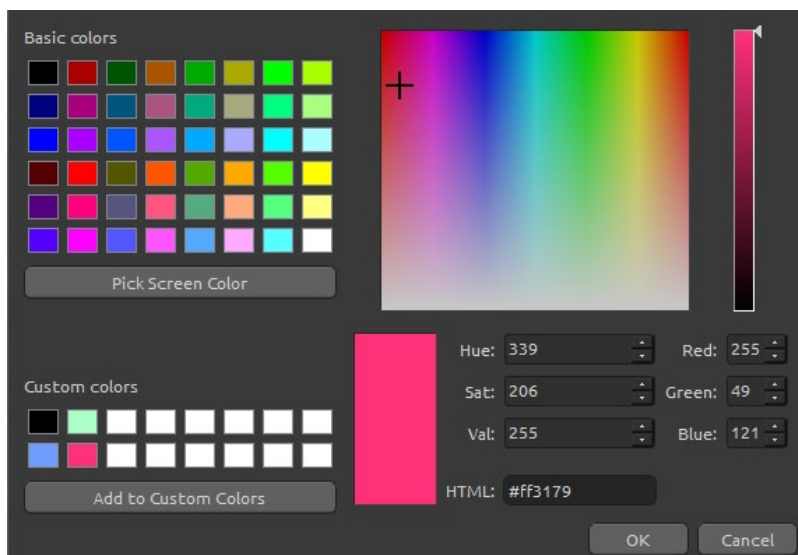 Basic colors
Pick Screen Color
Custom colors
Add to Custom Colors
Hue: 339
Red: 255
Sat: 206
Green: 49
Val: 255
Blue: 121
HTML: #ff3179
OK
Cancel